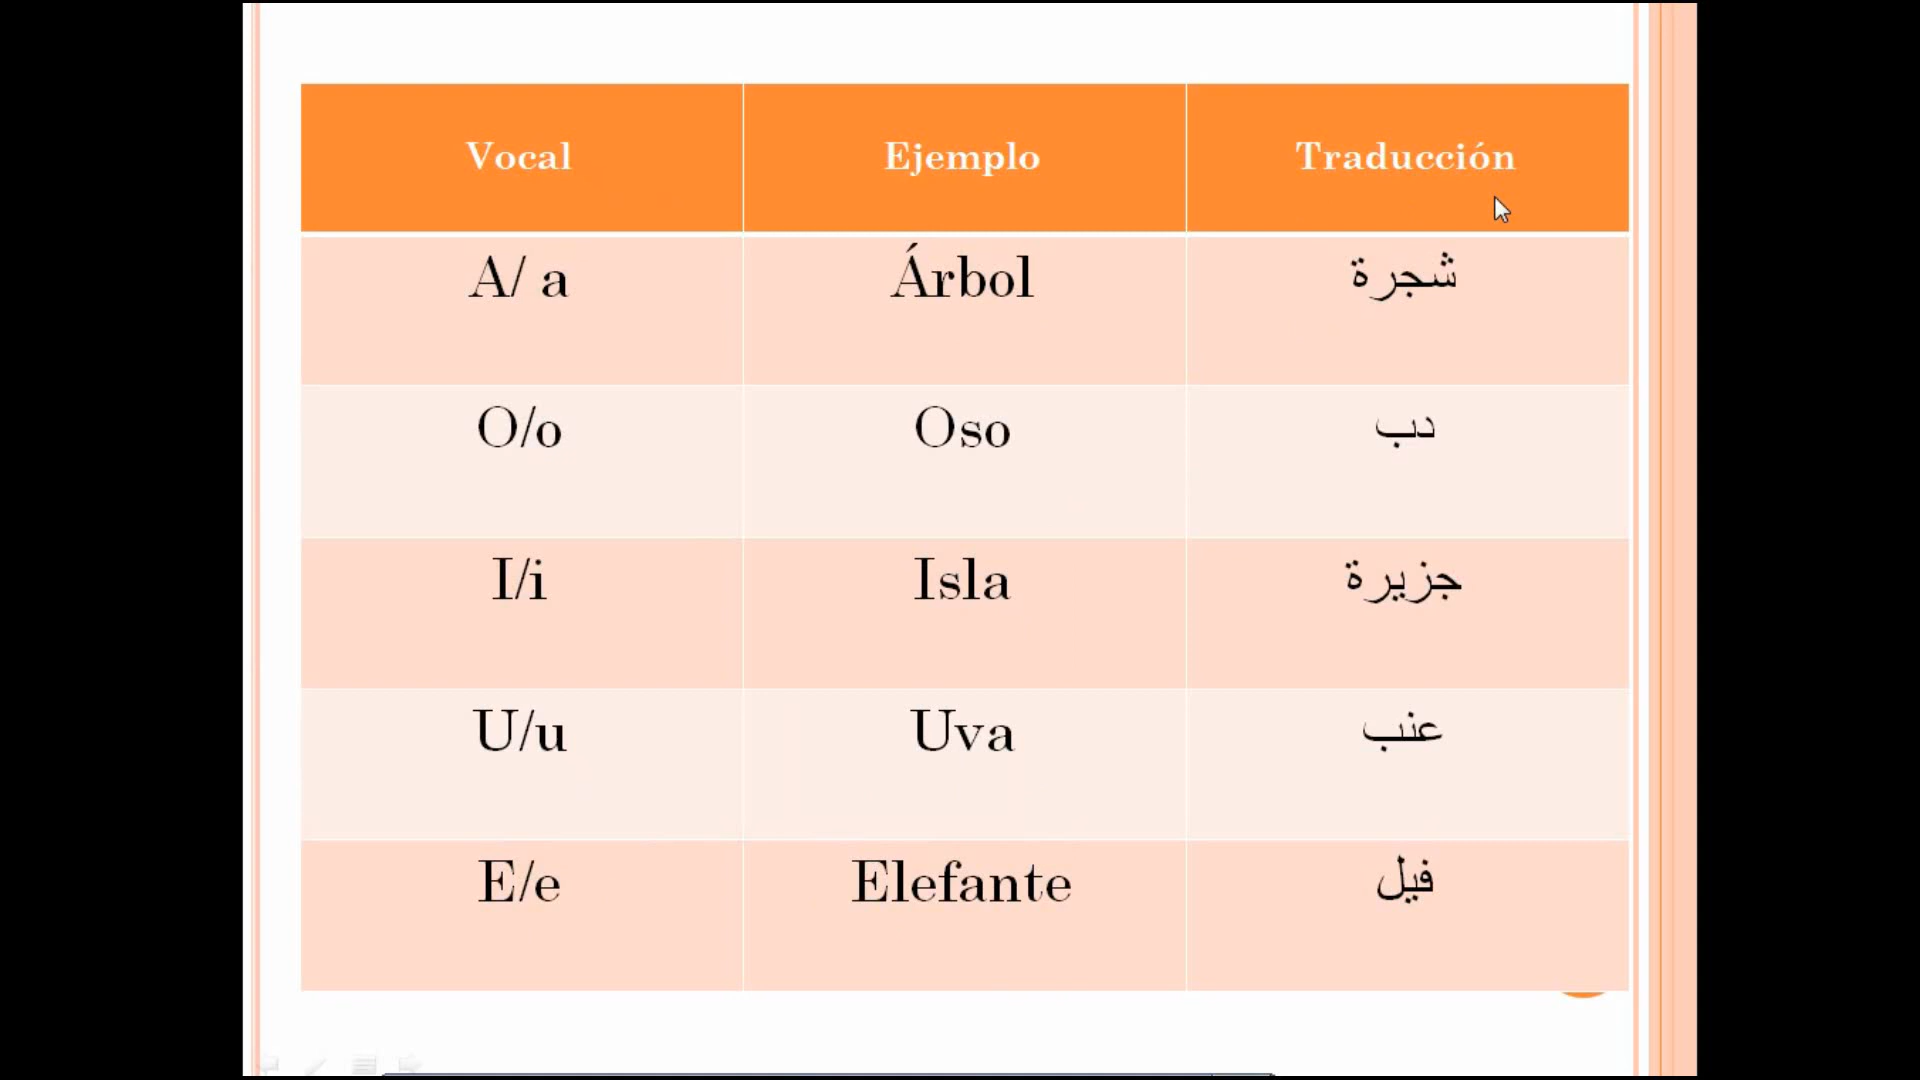 Vocal Ejemplo Traducción
A/ a Árbol شجرة
O/o Oso دب
I/i Isla جزيرة
U/u Uva عنب
E/e Elefante فيل